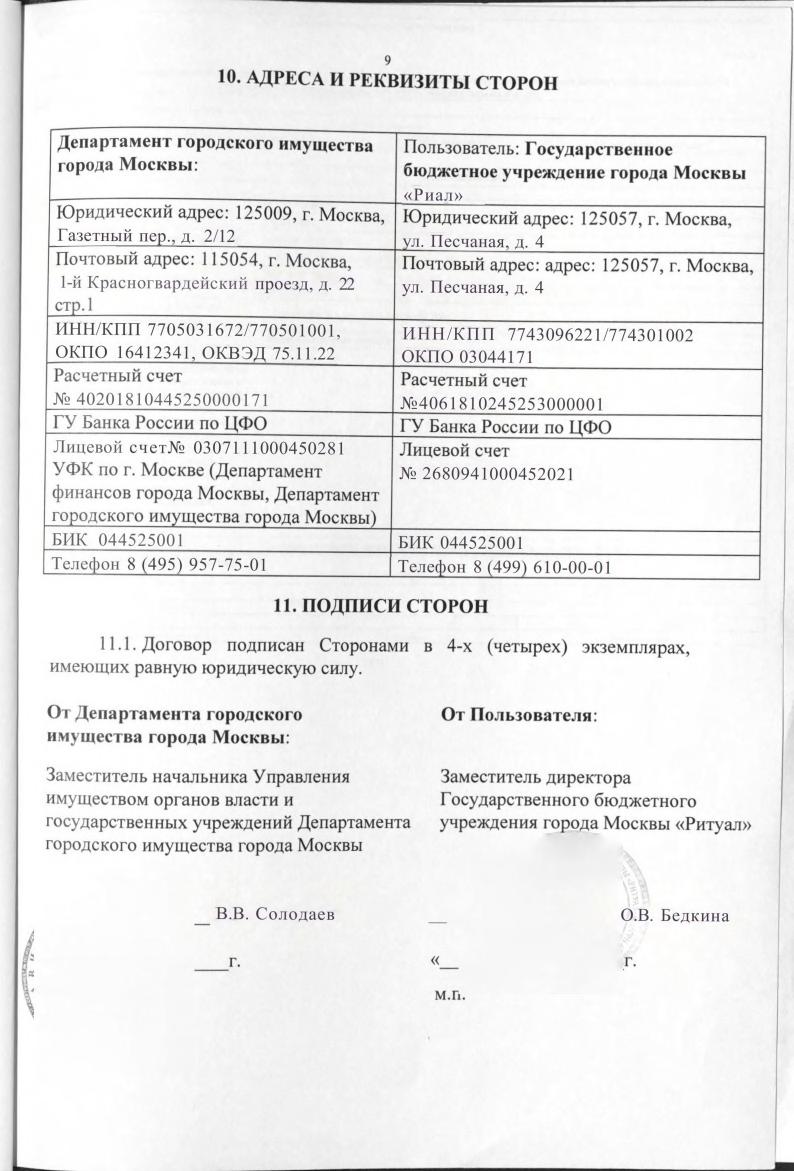 9
10. АДРЕСА И РЕКВИЗИТЫ СТОРОН
Департамент городского имущества
города Москвы:
Пользователь: Государственное
бюджетное учреждение города Москвы
«Риал»
Юридический адрес: 125009, г. Москва,
Газетный пер., д. 2/12
Юридический адрес: 125057, г. Москва,
ул. Песчаная, д. 4
Почтовый адрес: 115054, г. Москва,
1-й Красногвардейский проезд, д. 22
стр.1
Почтовый адрес: адрес: 125057, г. Москва,
ул. Песчаная, д. 4
ИНН/КПП 7705031672/770501001,
ОКПО 16412341, ОКВЭД 75.11.22
ИНН/КПП 7743096221/774301002
ОКПО 03044171
Расчетный счет
№ 40201810445250000171
Расчетный счет
№4061810245253000001
ГУ Банка России по ЦФО
ГУ Банка России по ЦФО
Лицевой счет№ 0307111000450281
УФК по г. Москве (Департамент
финансов города Москвы, Департамент
городского имущества города Москвы)
Лицевой счет
№ 2680941000452021
БИК 044525001
БИК 044525001
Телефон 8 (495) 957-75-01
Телефон 8 (499) 610-00-01
11. ПОДПИСИ СТОРОН
11.1. Договор подписан Сторонами в 4-х (четырех) экземплярах,
имеющих равную юридическую силу.
От Департамента городского
имущества города Москвы:
Заместитель начальника Управления
имуществом органов власти и
государственных учреждений Департамента
городского имущества города Москвы
__ В.В. Солодаев
____г.
От Пользователя:
Заместитель директора
Государственного бюджетного
учреждения города Москвы «Ритуал»
__ О.В. Бедкина
«__ г.
м.п.